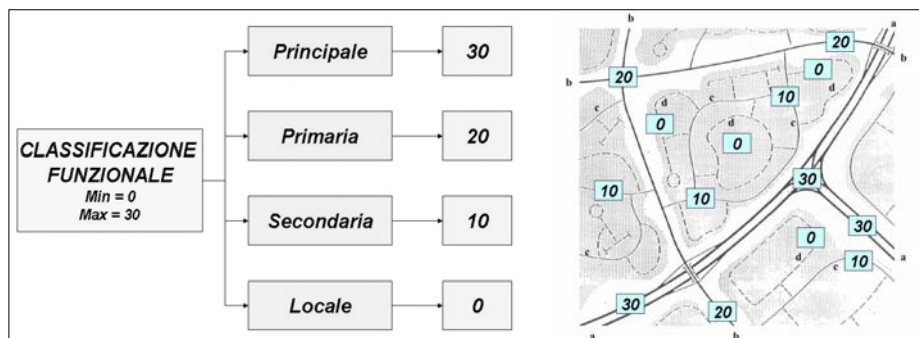 CLASSIFICAZIONE
FUNZIONALE
Min = 0
Max = 30
Principale
30
Primaria
20
Secondaria
10
Locale
0
b
a
20
b
20
b
0
c
d
c
10
d
0
d
0
c
30
10
10
0
30
d
c
10
a
c
30
20
a
b